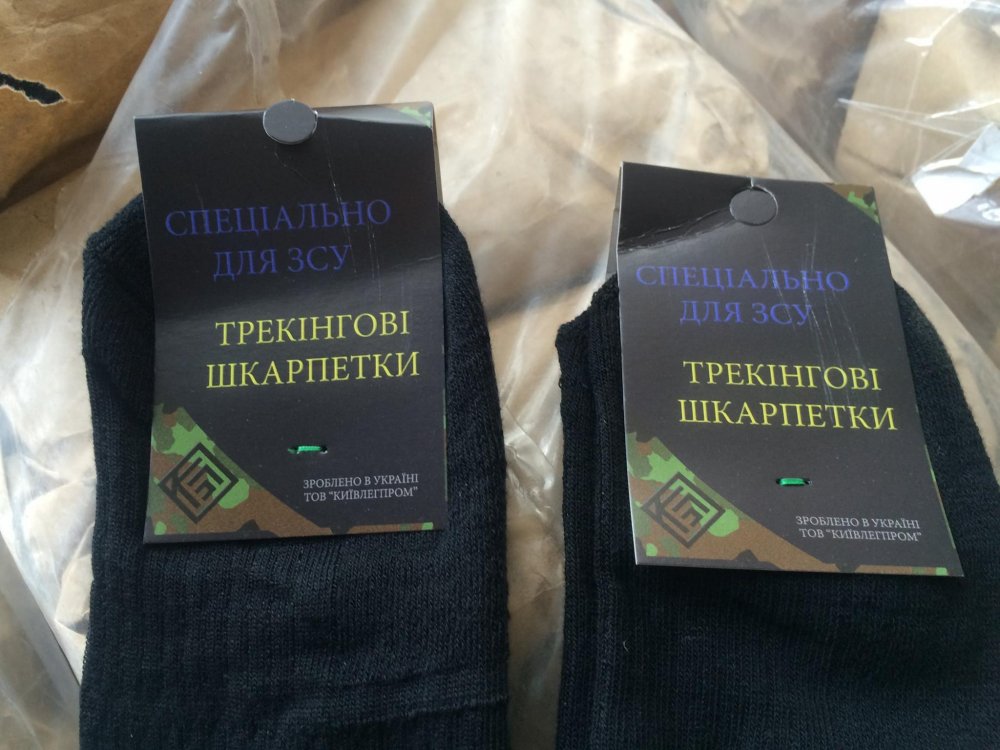 СПЕЦІАЛЬНО
ДЛЯ ЗСУ
ТРЕКІНГОВІ
ШКАРПЕТКИ
ЗРОБЛЕНО В УКРАЇНІ
ТОВ "КИЇВЛЕГПРОМ"
СПЕЦІАЛЬНО
ДЛЯ ЗСУ
ТРЕКІНГОВІ
ШКАРПЕТКИ
ЗРОБЛЕНО В УКРАЇНІ
ТОВ "КИЇВЛЕГПРОМ"